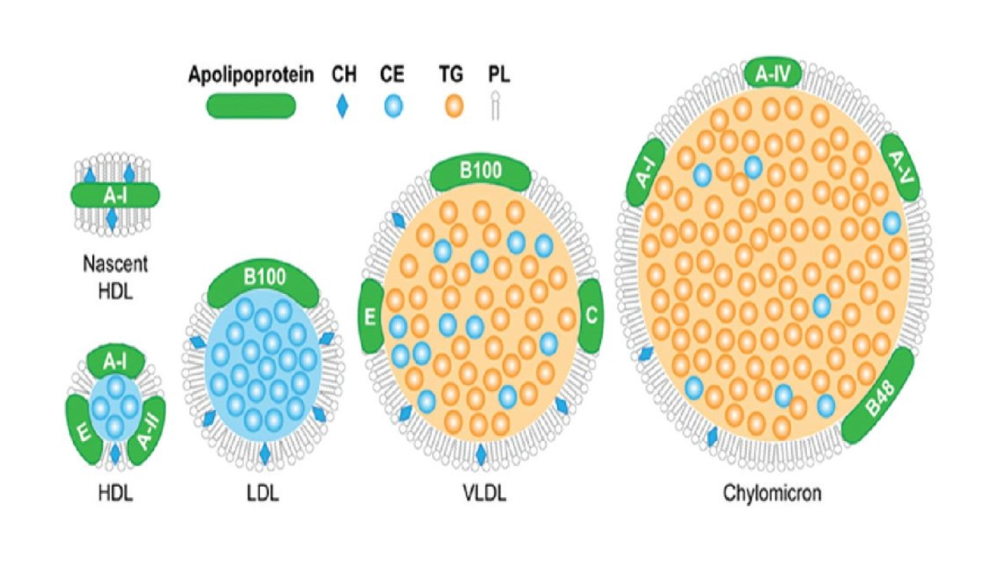 Apolipoprotein CH CE TG PL
A-IV
A-I
A-V
B100
A-I
Nascent
HDL
B100
E
C
A-I
E
A-II
B48
HDL
LDL
VLDL
Chylomicron